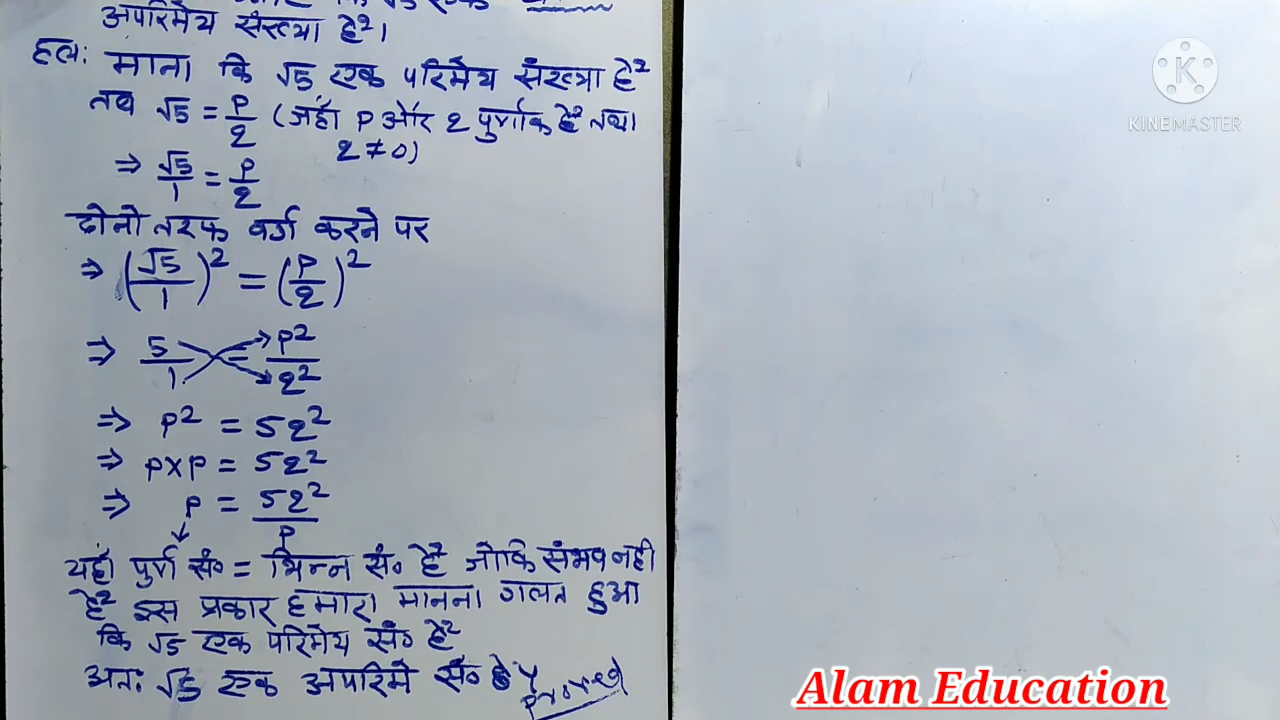 अपरिमेय संख्या है।
हल: माना कि √5 एक परिमेय संख्या है
तब √5 = P/q (जहाँ P और q पुर्णांक है तथा
q ≠ 0)
⇒ √5/1 = P/q
दोनो तरफ वर्ग करने पर
⇒ (√5/1)² = (P/q)²
⇒ 5/1 = P²/q²
⇒ P² = 5q²
⇒ P×P = 5q²
⇒ P = 5q²/P
यहाँ पुर्ण सं० = भिन्न सं० है जोकि संभव नही
है इस प्रकार हमारा मानना गलत हुआ
कि √5 एक परिमेय सं० है
अतः √5 एक अपरिमे सं० है
Proved
KINEMASTER
Alam Education